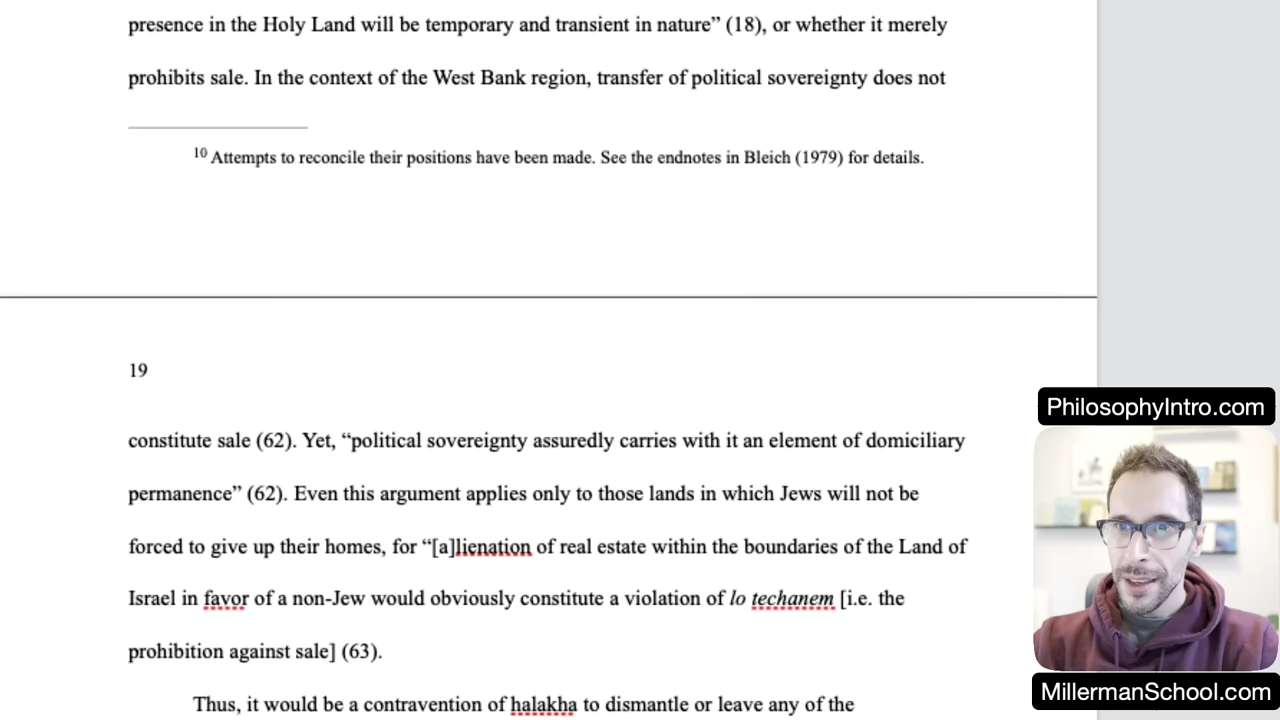 presence in the Holy Land will be temporary and transient in nature” (18), or whether it merely
prohibits sale. In the context of the West Bank region, transfer of political sovereignty does not
10 Attempts to reconcile their positions have been made. See the endnotes in Bleich (1979) for details.
19
constitute sale (62). Yet, “political sovereignty assuredly carries with it an element of domiciliary
permanence” (62). Even this argument applies only to those lands in which Jews will not be
forced to give up their homes, for “[a]lienation of real estate within the boundaries of the Land of
Israel in favor of a non-Jew would obviously constitute a violation of lo techanem [i.e. the
prohibition against sale] (63).
Thus, it would be a contravention of halakha to dismantle or leave any of the
PhilosophyIntro.com
MillermanSchool.com